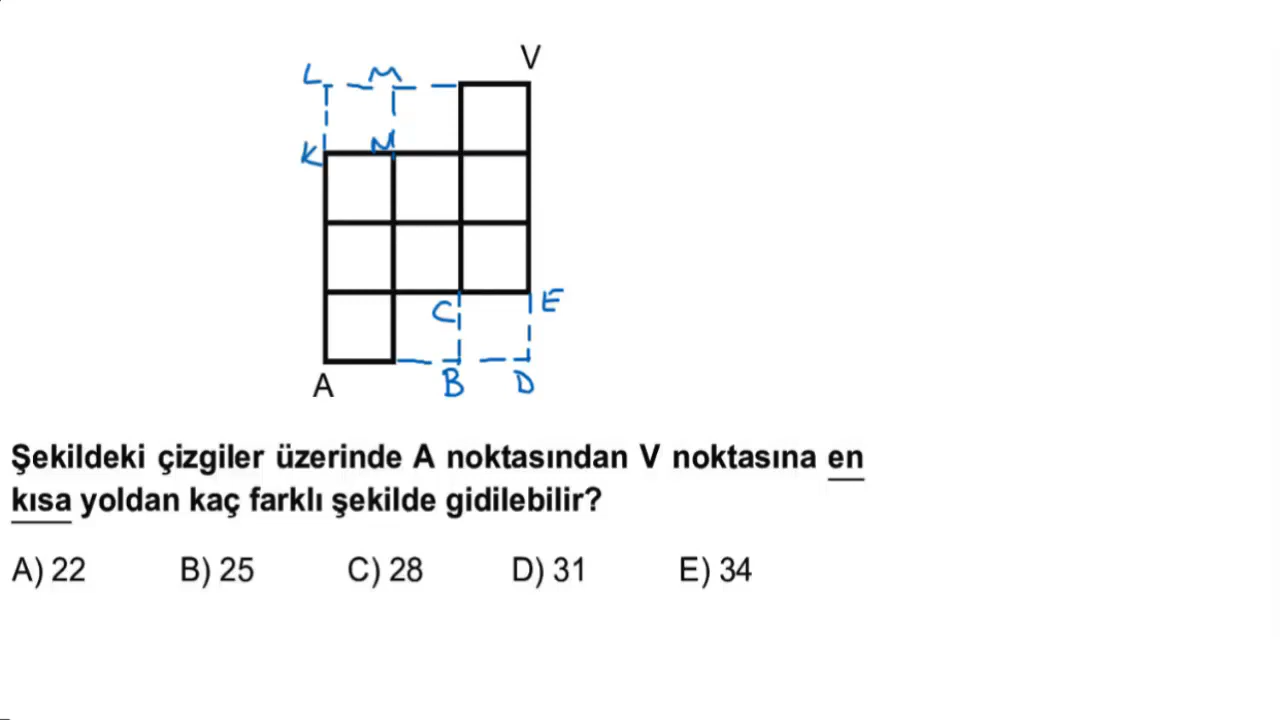 V
L M
K N
C E
A B D
Şekildeki çizgiler üzerinde A noktasından V noktasına en
kısa yoldan kaç farklı şekilde gidilebilir?
A) 22 B) 25 C) 28 D) 31 E) 34